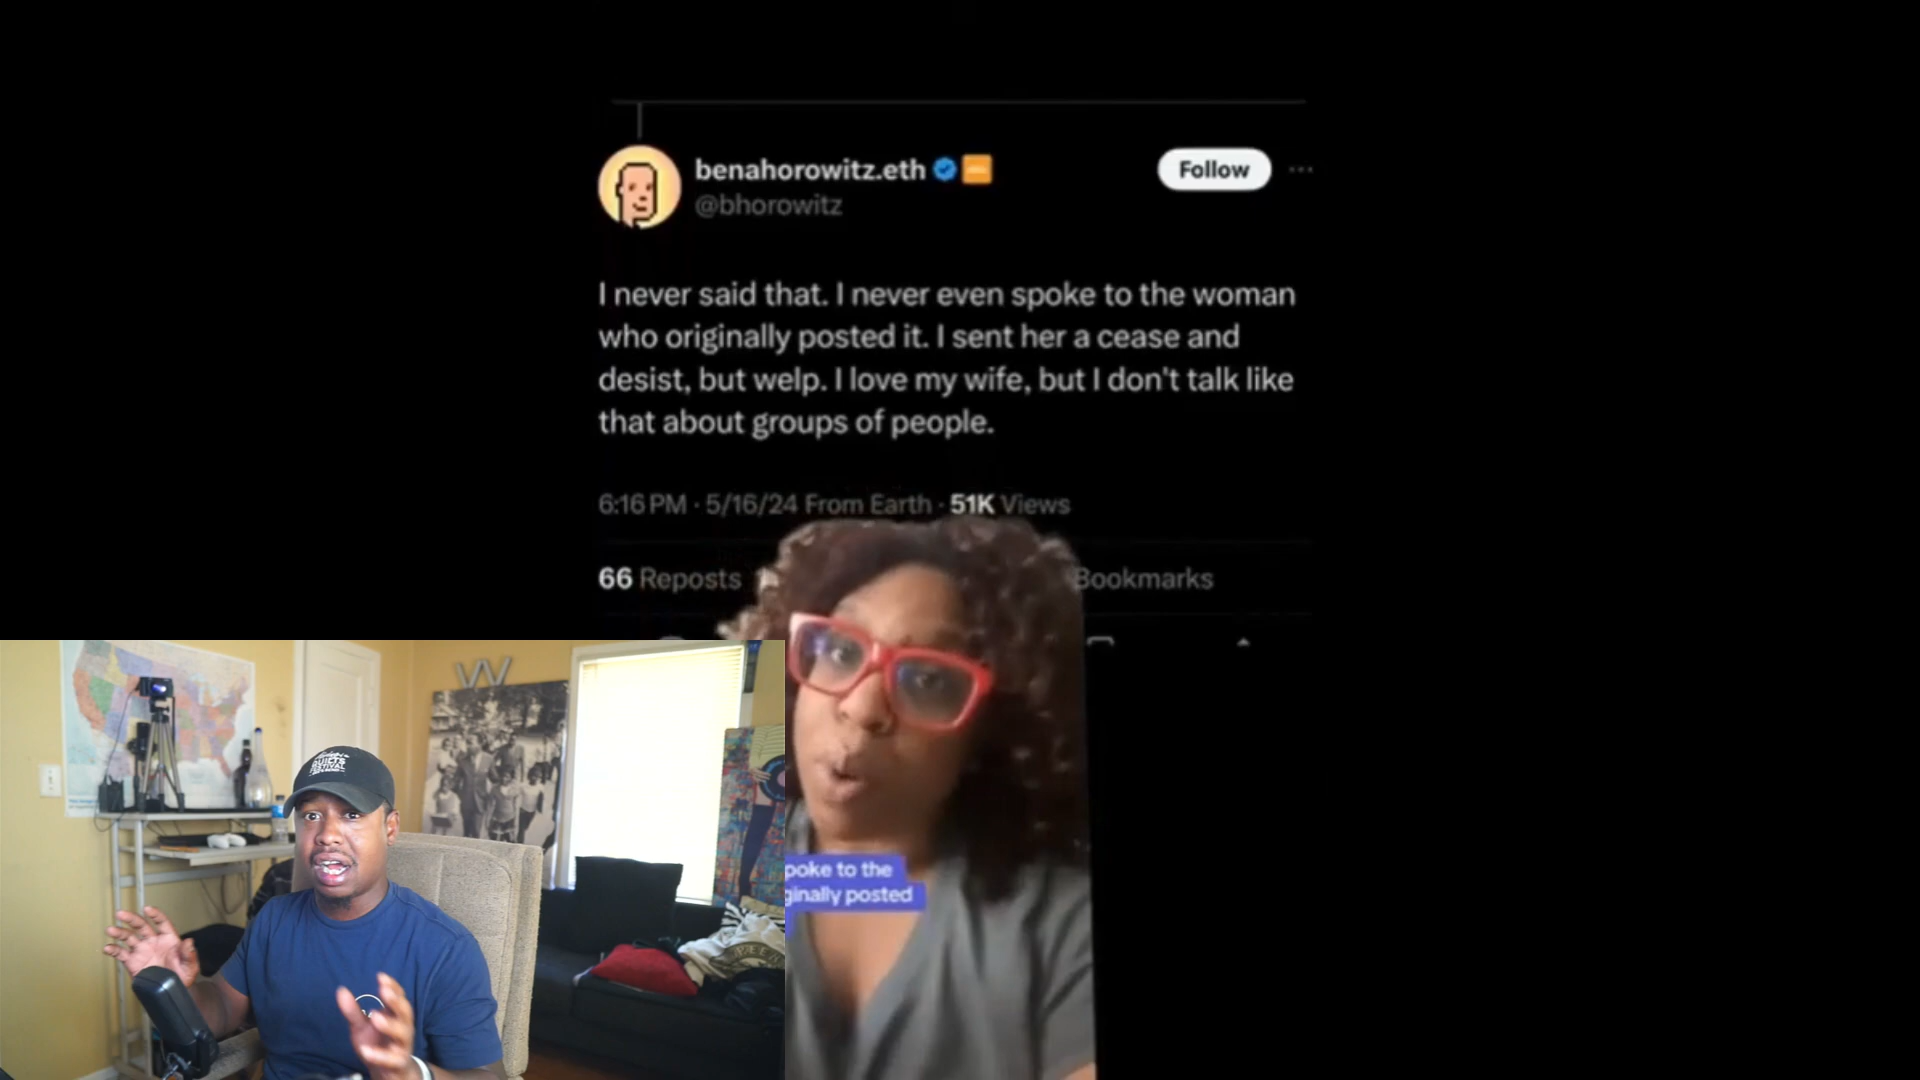 benahorowitz.eth
Follow
@bhorowitz
I never said that. I never even spoke to the woman
who originally posted it. I sent her a cease and
desist, but welp. I love my wife, but I don't talk like
that about groups of people.
6:16 PM · 5/16/24 From Earth · 51K Views
66 Reposts
Bookmarks
poke to the
ginally posted
QUILTS
FESTIVAL